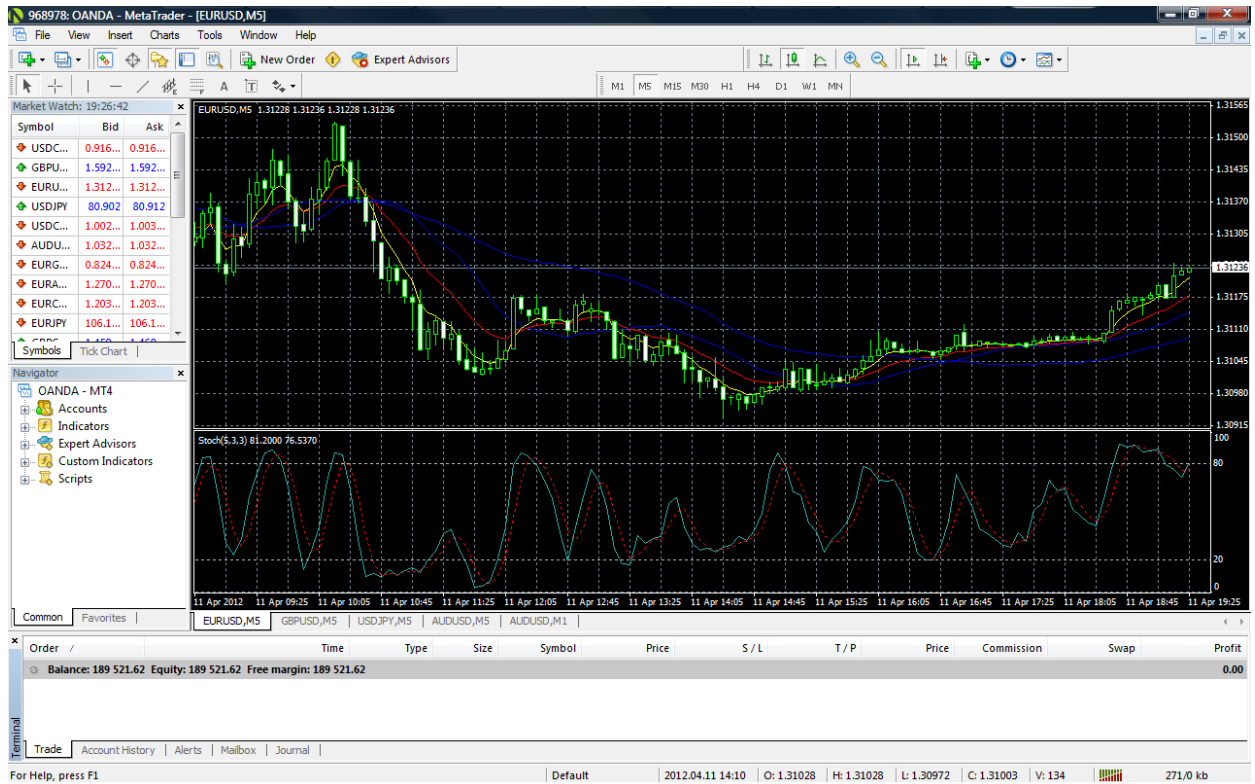 968978: OANDA - MetaTrader - [EURUSD,M5]
File View Insert Charts Tools Window Help
New Order Expert Advisors
A T M1 M5 M15 M30 H1 H4 D1 W1 MN
Market Watch: 19:26:42
Symbol Bid Ask
USDC... 0.916... 0.916...
GBPU... 1.592... 1.592...
EURU... 1.312... 1.312...
USDJPY 80.902 80.912
USDC... 1.002... 1.003...
AUDU... 1.032... 1.032...
EURG... 0.824... 0.824...
EURA... 1.270... 1.270...
EURC... 1.203... 1.203...
EURJPY 106.1... 106.1...
Symbols Tick Chart
Navigator
OANDA - MT4
Accounts
Indicators
Expert Advisors
Custom Indicators
Scripts
Common Favorites
EURUSD,M5 1.31228 1.31236 1.31228 1.31236
1.31565
1.31500
1.31435
1.31370
1.31305
1.31236
1.31175
1.31110
1.31045
1.30980
1.30915
Stoch(5,3,3) 81.2000 76.5370
100
80
20
0
11 Apr 2012 11 Apr 09:25 11 Apr 10:05 11 Apr 10:45 11 Apr 11:25 11 Apr 12:05 11 Apr 12:45 11 Apr 13:25 11 Apr 14:05 11 Apr 14:45 11 Apr 15:25 11 Apr 16:05 11 Apr 16:45 11 Apr 17:25 11 Apr 18:05 11 Apr 18:45 11 Apr 19:25
EURUSD,M5 GBPUSD,M5 USDJPY,M5 AUDUSD,M5 AUDUSD,M1
Order / Time Type Size Symbol Price S / L T / P Price Commission Swap Profit
Balance: 189 521.62 Equity: 189 521.62 Free margin: 189 521.62 0.00
Terminal
Trade Account History Alerts Mailbox Journal
For Help, press F1 Default 2012.04.11 14:10 O: 1.31028 H: 1.31028 L: 1.30972 C: 1.31003 V: 134 271/0 kb